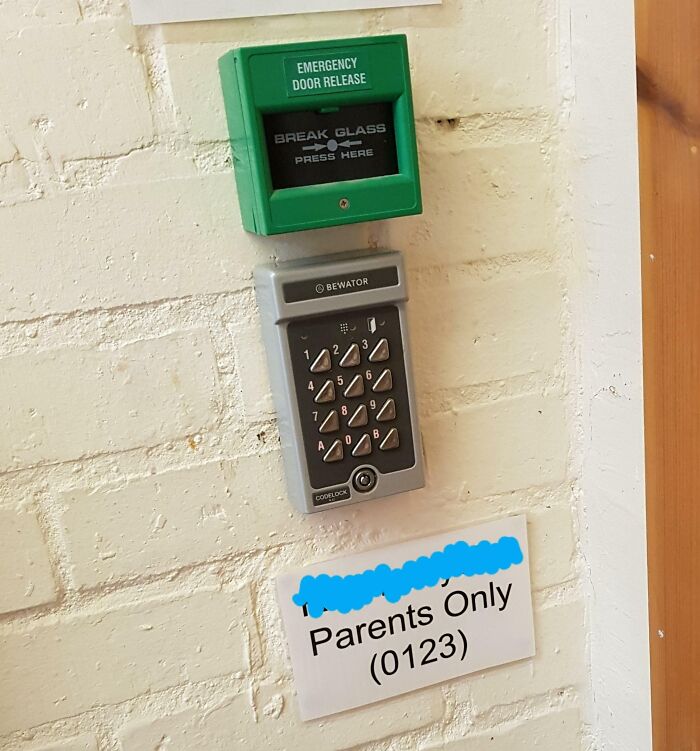 EMERGENCY
DOOR RELEASE
BREAK GLASS
PRESS HERE
BEWATOR
1 2 3
4 5 6
7 8 9
A 0 B
CODELOCK
Parents Only
(0123)